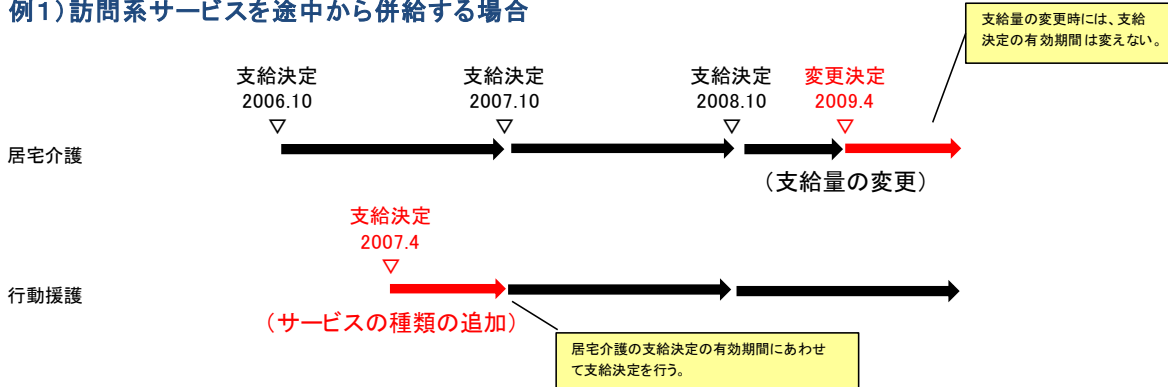 例1）訪問系サービスを途中から併給する場合
支給量の変更時には、支給
決定の有効期間は変えない。
支給決定
2006.10
▽
支給決定
2007.10
▽
支給決定
2008.10
▽
変更決定
2009.4
▽
居宅介護
（支給量の変更）
支給決定
2007.4
▽
行動援護
（サービスの種類の追加）
居宅介護の支給決定の有効期間にあわせ
て支給決定を行う。